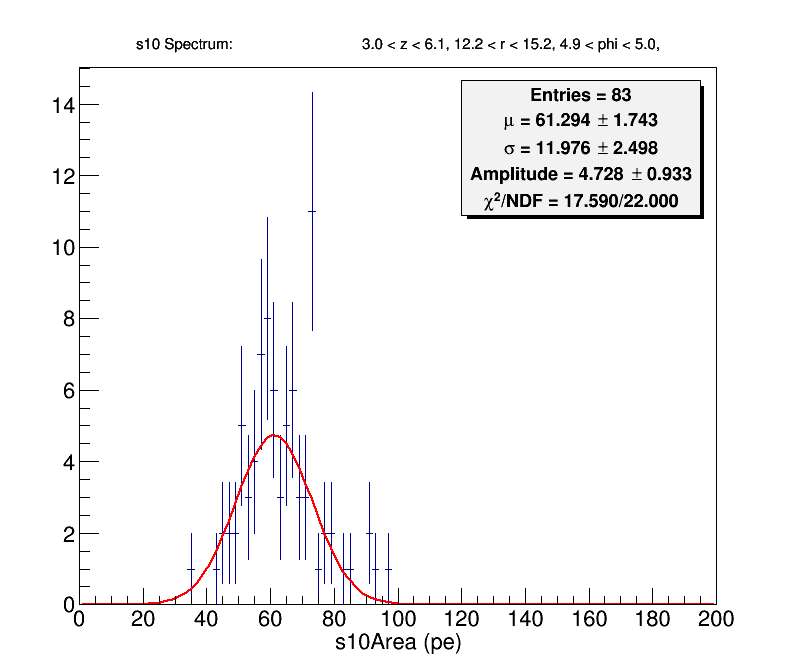 s10 Spectrum: 3.0 < z < 6.1, 12.2 < r < 15.2, 4.9 < phi < 5.0,
Entries = 83
μ = 61.294 ± 1.743
σ = 11.976 ± 2.498
Amplitude = 4.728 ± 0.933
χ²/NDF = 17.590/22.000
14
12
10
8
6
4
2
0
0 20 40 60 80 100 120 140 160 180 200
s10Area (pe)